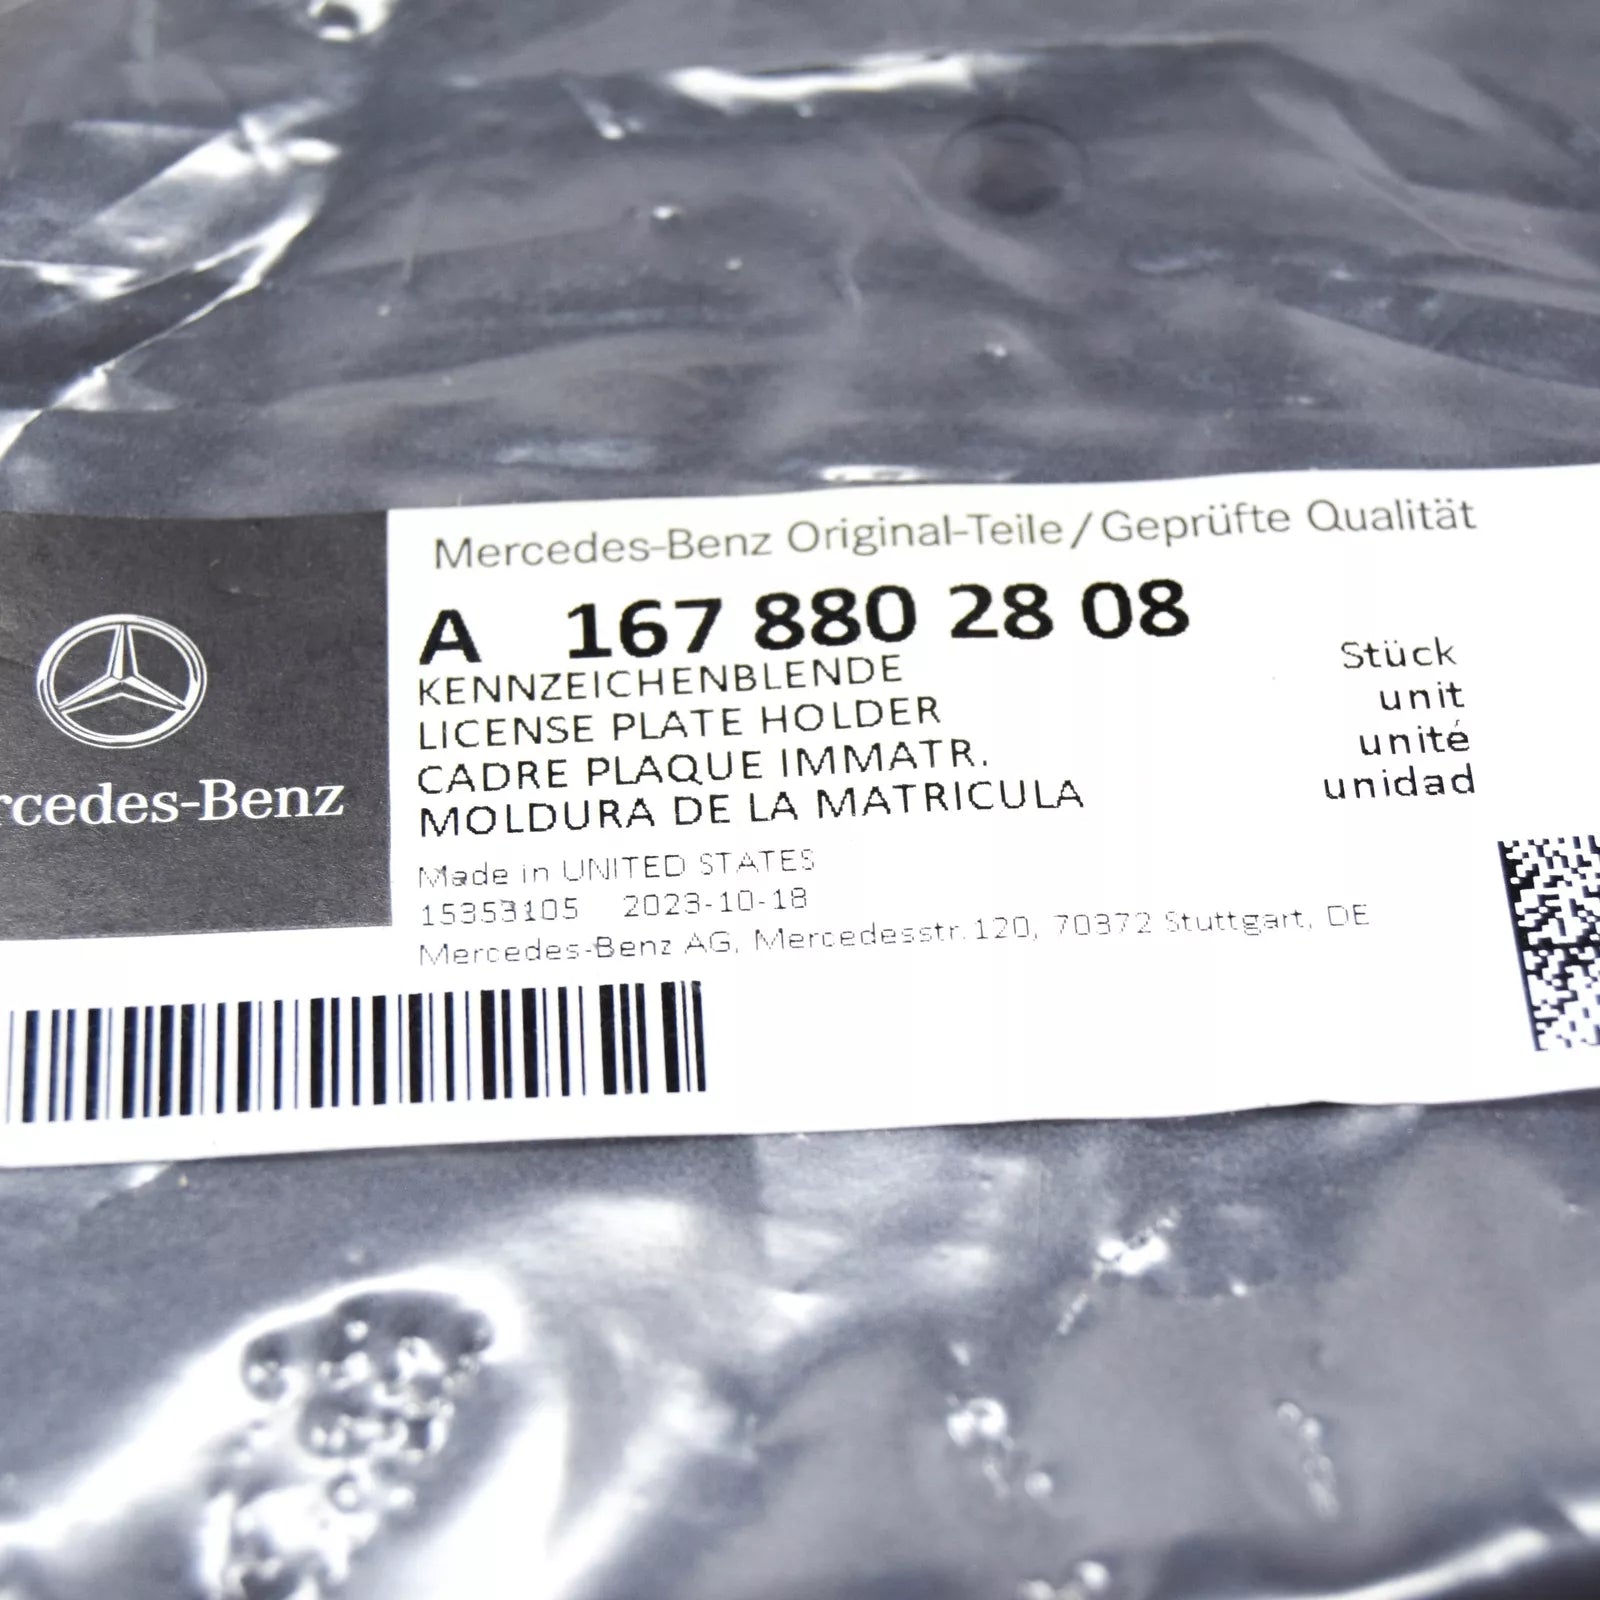 Mercedes-Benz Original-Teile/Geprüfte Qualität
A 167 880 28 08
KENNZEICHENBLENDE
LICENSE PLATE HOLDER
CADRE PLAQUE IMMATR.
MOLDURA DE LA MATRICULA
Stück
unit
unité
unidad
rcedes-Benz
Made in UNITED STATES
15353105 2023-10-18
Mercedes-Benz AG, Mercedesstr.120, 70372 Stuttgart, DE